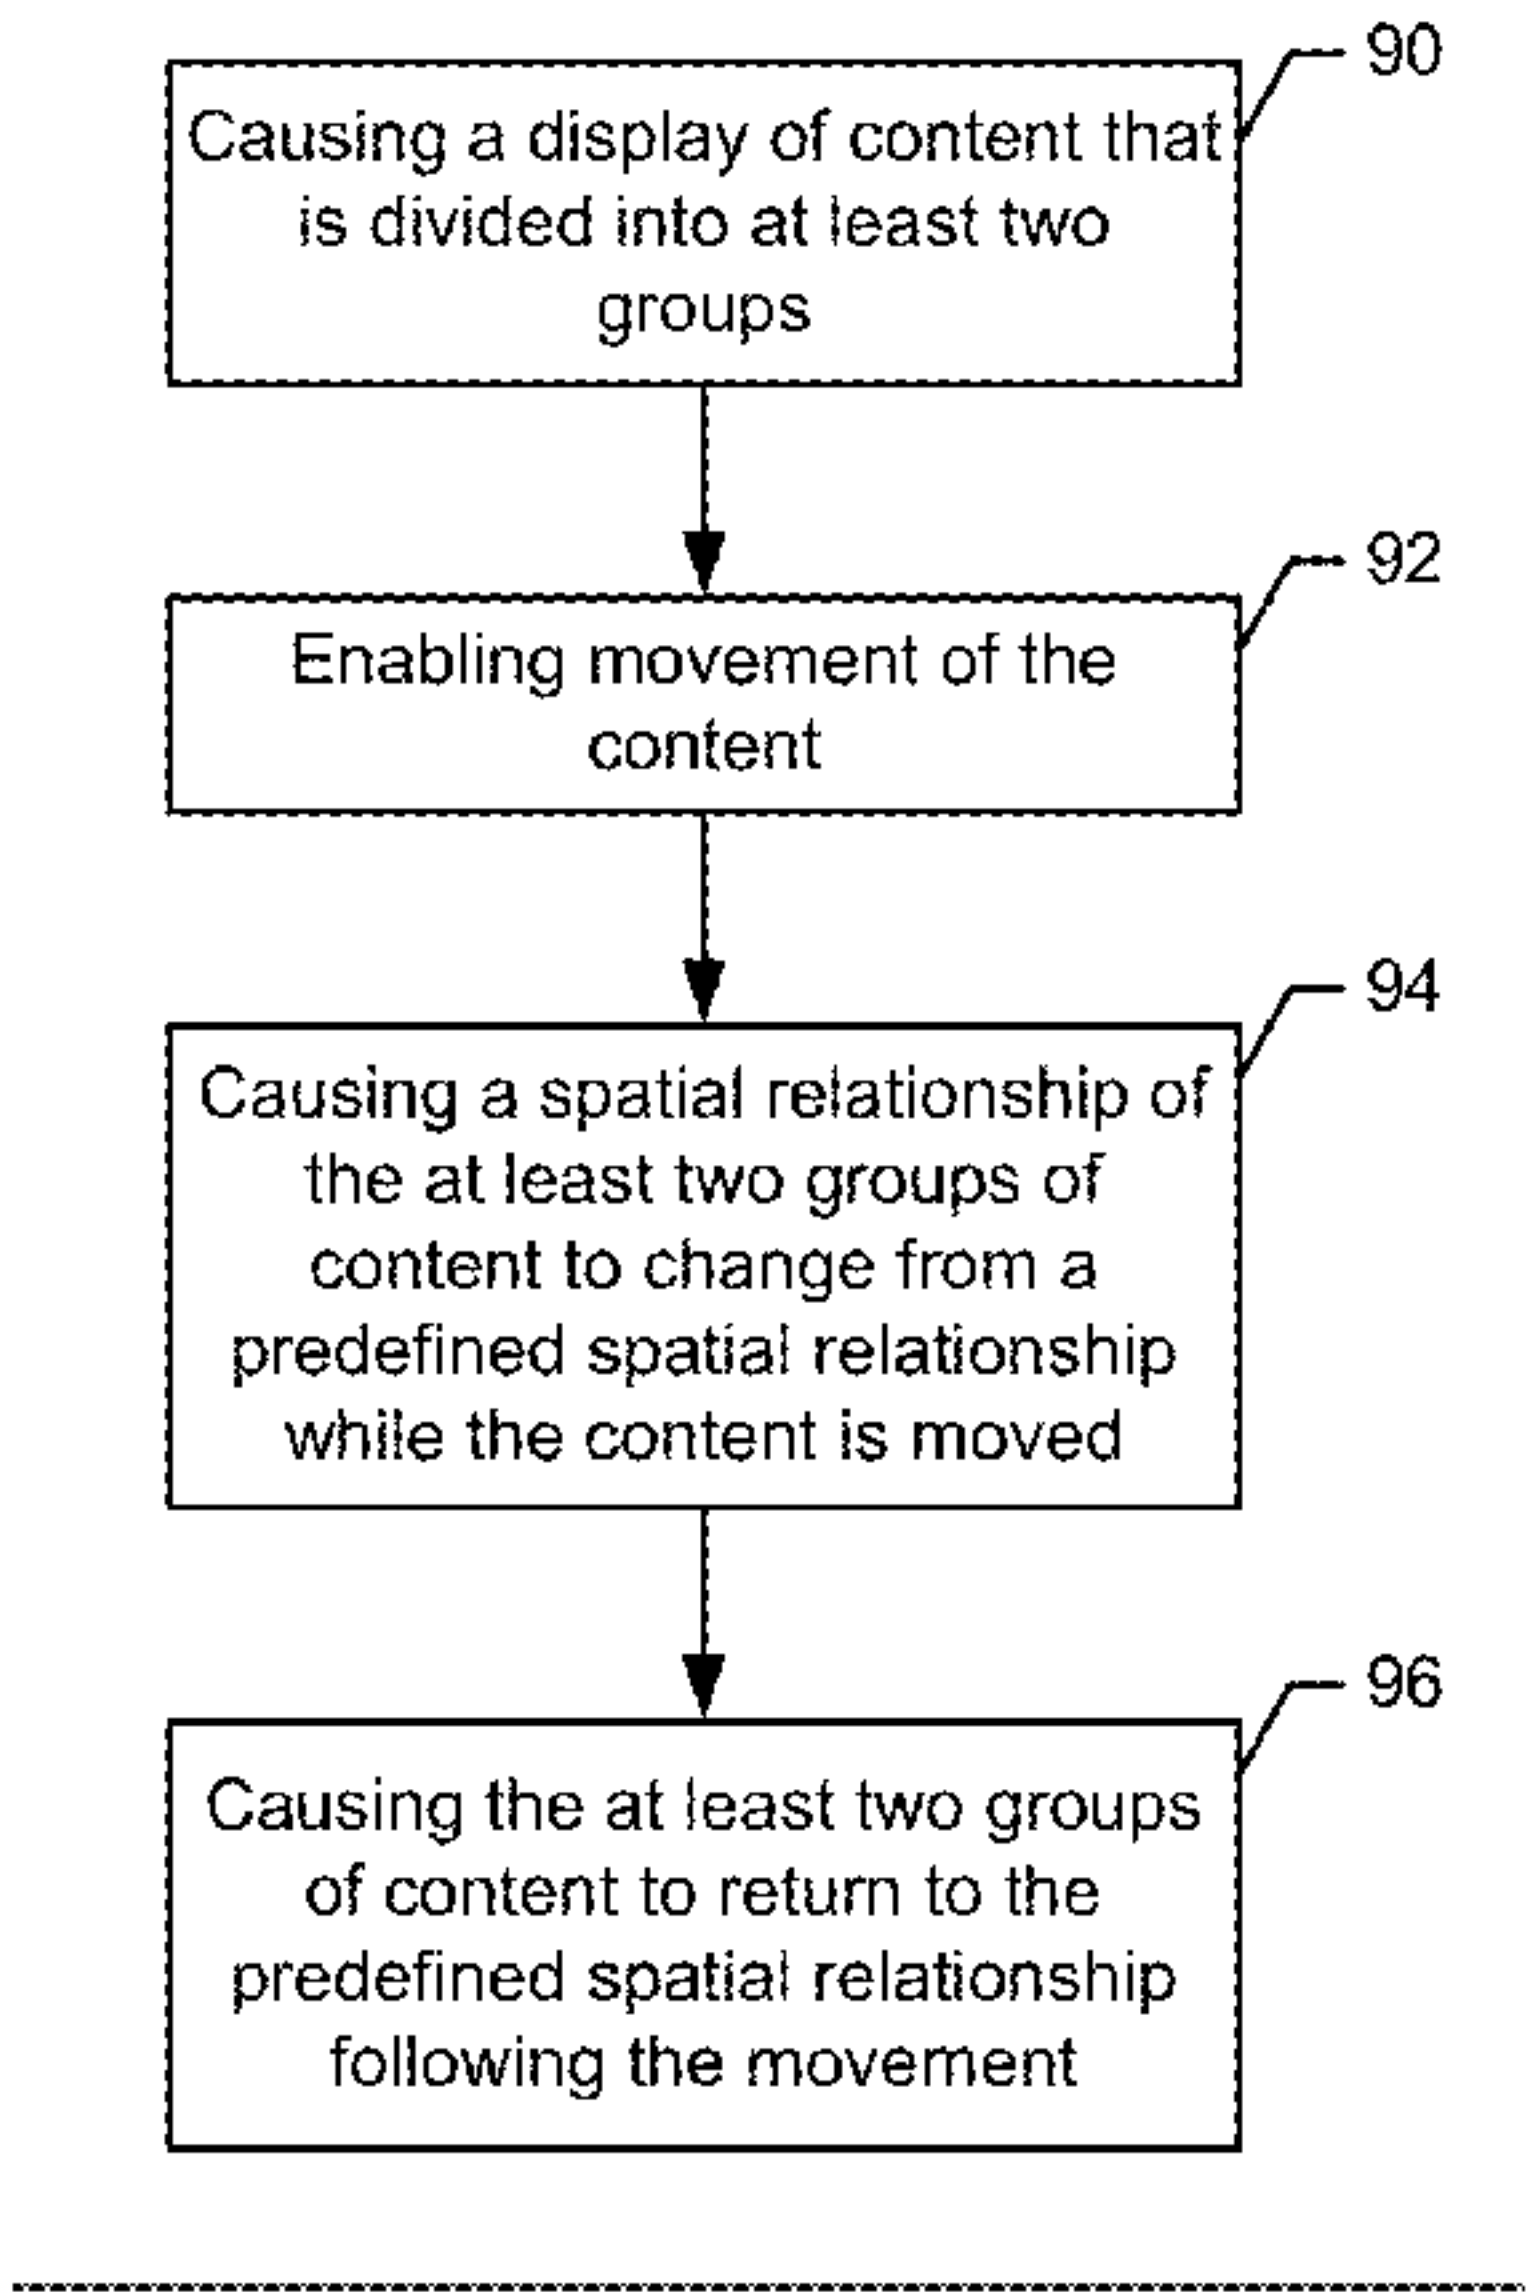 90
Causing a display of content that
is divided into at least two
groups
92
Enabling movement of the
content
94
Causing a spatial relationship of
the at least two groups of
content to change from a
predefined spatial relationship
while the content is moved
96
Causing the at least two groups
of content to return to the
predefined spatial relationship
following the movement